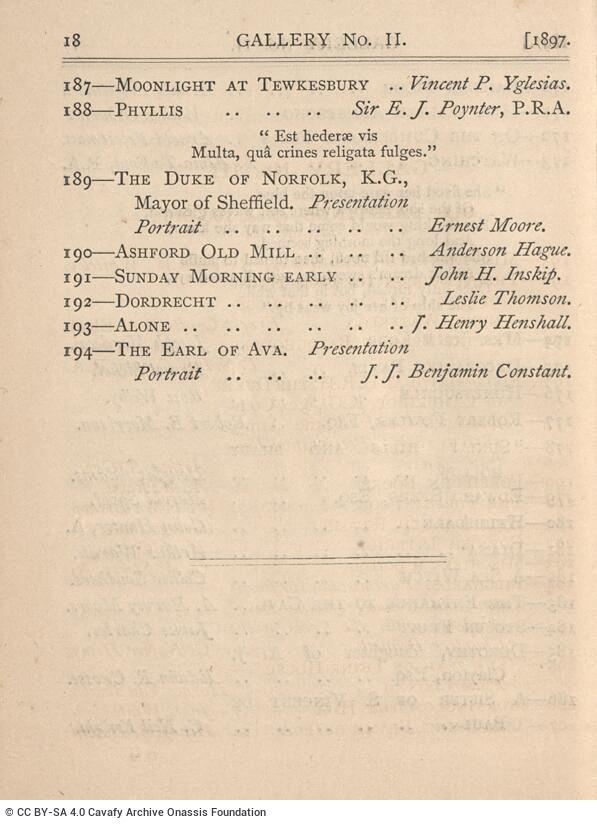 18 GALLERY No. II. [1897.
187—MOONLIGHT AT TEWKESBURY .. Vincent P. Yglesias.
188—PHYLLIS .. .. .. Sir E. J. Poynter, P.R.A.
“ Est hederæ vis
Multa, quâ crines religata fulges.”
189—THE DUKE OF NORFOLK, K.G.,
Mayor of Sheffield. Presentation
Portrait .. .. .. .. .. Ernest Moore.
190—ASHFORD OLD MILL .. .. .. Anderson Hague.
191—SUNDAY MORNING EARLY .. .. John H. Inskip.
192—DORDRECHT .. .. .. .. .. Leslie Thomson.
193—ALONE .. .. .. .. .. .. J. Henry Henshall.
194—THE EARL OF AVA. Presentation
Portrait .. .. .. J. J. Benjamin Constant.
© CC BY-SA 4.0 Cavafy Archive Onassis Foundation